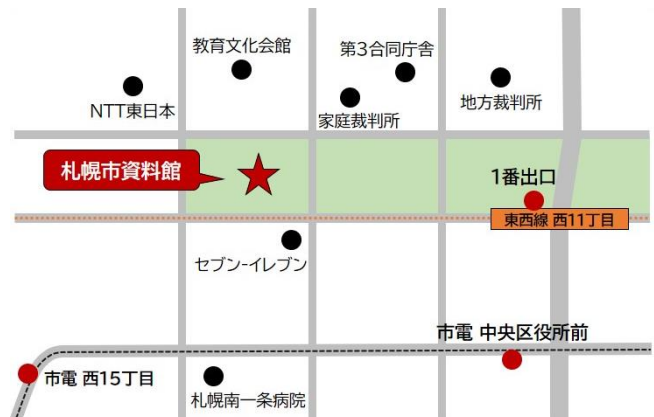 教育文化会館
第3合同庁舎
NTT東日本
家庭裁判所
地方裁判所
札幌市資料館
1番出口
東西線 西11丁目
セブン-イレブン
市電 中央区役所前
市電 西15丁目
札幌南一条病院